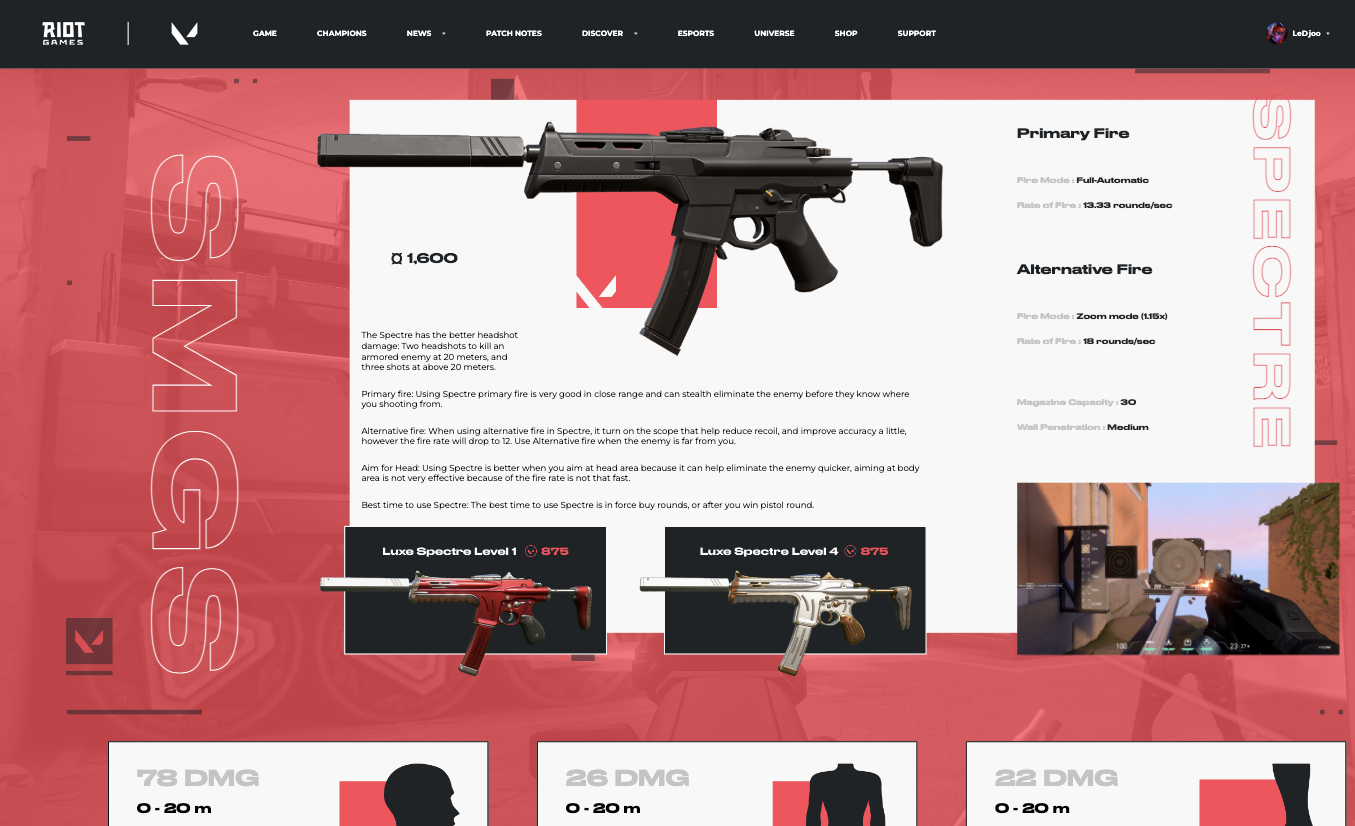 RIOT
GAMES
GAME
CHAMPIONS
NEWS
PATCH NOTES
DISCOVER
ESPORTS
UNIVERSE
SHOP
SUPPORT
LeDjoo
SMGS
¤ 1,600
The Spectre has the better headshot
damage: Two headshots to kill an
armored enemy at 20 meters, and
three shots at above 20 meters.
Primary fire: Using Spectre primary fire is very good in close range and can stealth eliminate the enemy before they know where
you shooting from.
Alternative fire: When using alternative fire in Spectre, it turn on the scope that help reduce recoil, and improve accuracy a little,
however the fire rate will drop to 12. Use Alternative fire when the enemy is far from you.
Aim for Head: Using Spectre is better when you aim at head area because it can help eliminate the enemy quicker, aiming at body
area is not very effective because of the fire rate is not that fast.
Best time to use Spectre: The best time to use Spectre is in force buy rounds, or after you win pistol round.
Primary Fire
Fire Mode : Full-Automatic
Rate of Fire : 13.33 rounds/sec
Alternative Fire
Fire Mode : Zoom mode (1.15x)
Rate of Fire : 18 rounds/sec
Magazine Capacity : 30
Wall Penetration : Medium
SPECTRE
Luxe Spectre Level 1 875
Luxe Spectre Level 4 875
100
23
78 DMG
0 - 20 m
26 DMG
0 - 20 m
22 DMG
0 - 20 m